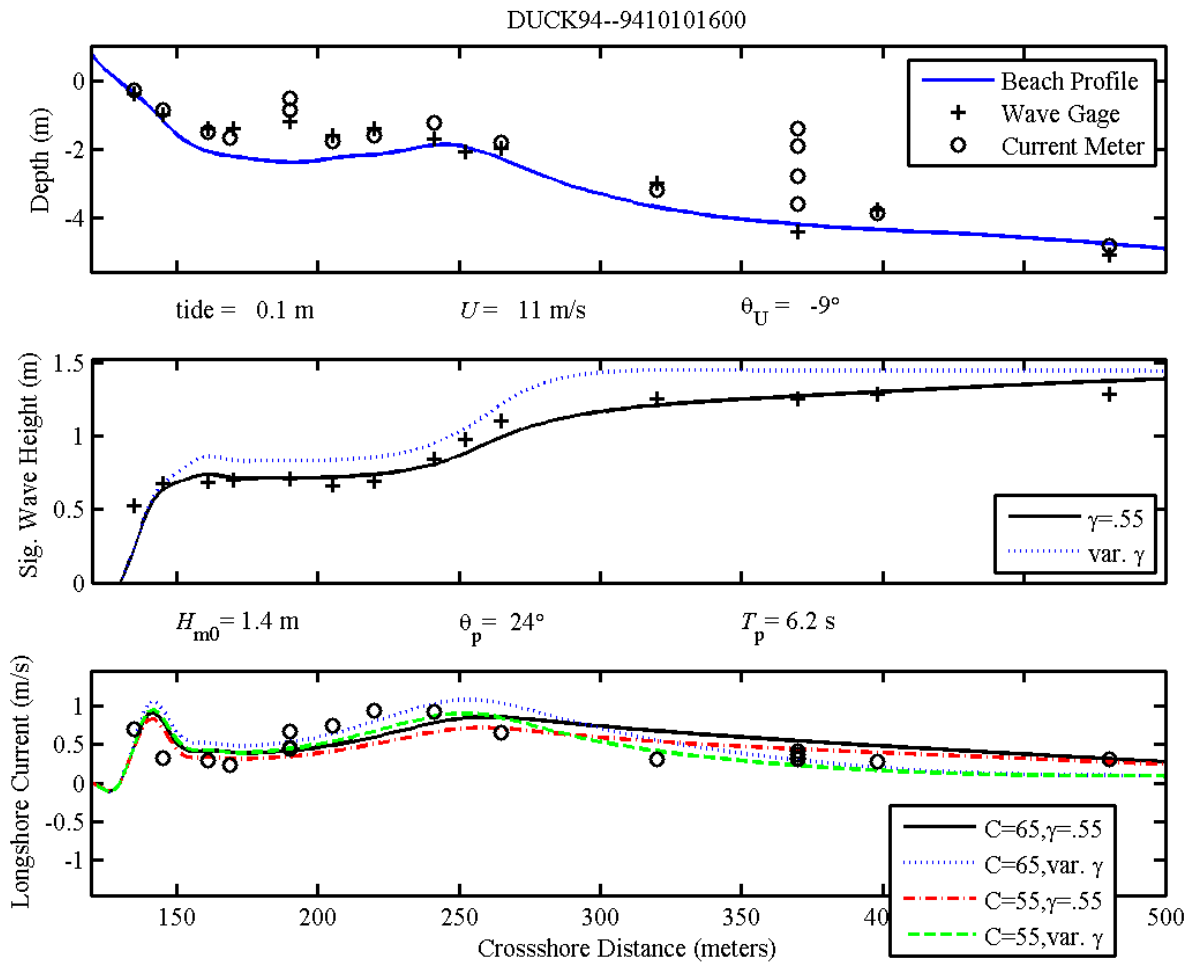 DUCK94--9410101600
0
-2
-4
Depth (m)
Beach Profile
Wave Gage
Current Meter
tide = 0.1 m U = 11 m/s θU = -9°
1.5
1
0.5
0
Sig. Wave Height (m)
γ=.55
var. γ
Hm0= 1.4 m θp= 24° Tp= 6.2 s
1
0.5
0
-0.5
-1
Longshore Current (m/s)
C=65,γ=.55
C=65,var. γ
C=55,γ=.55
C=55,var. γ
150 200 250 300 350 500
Crossshore Distance (meters)